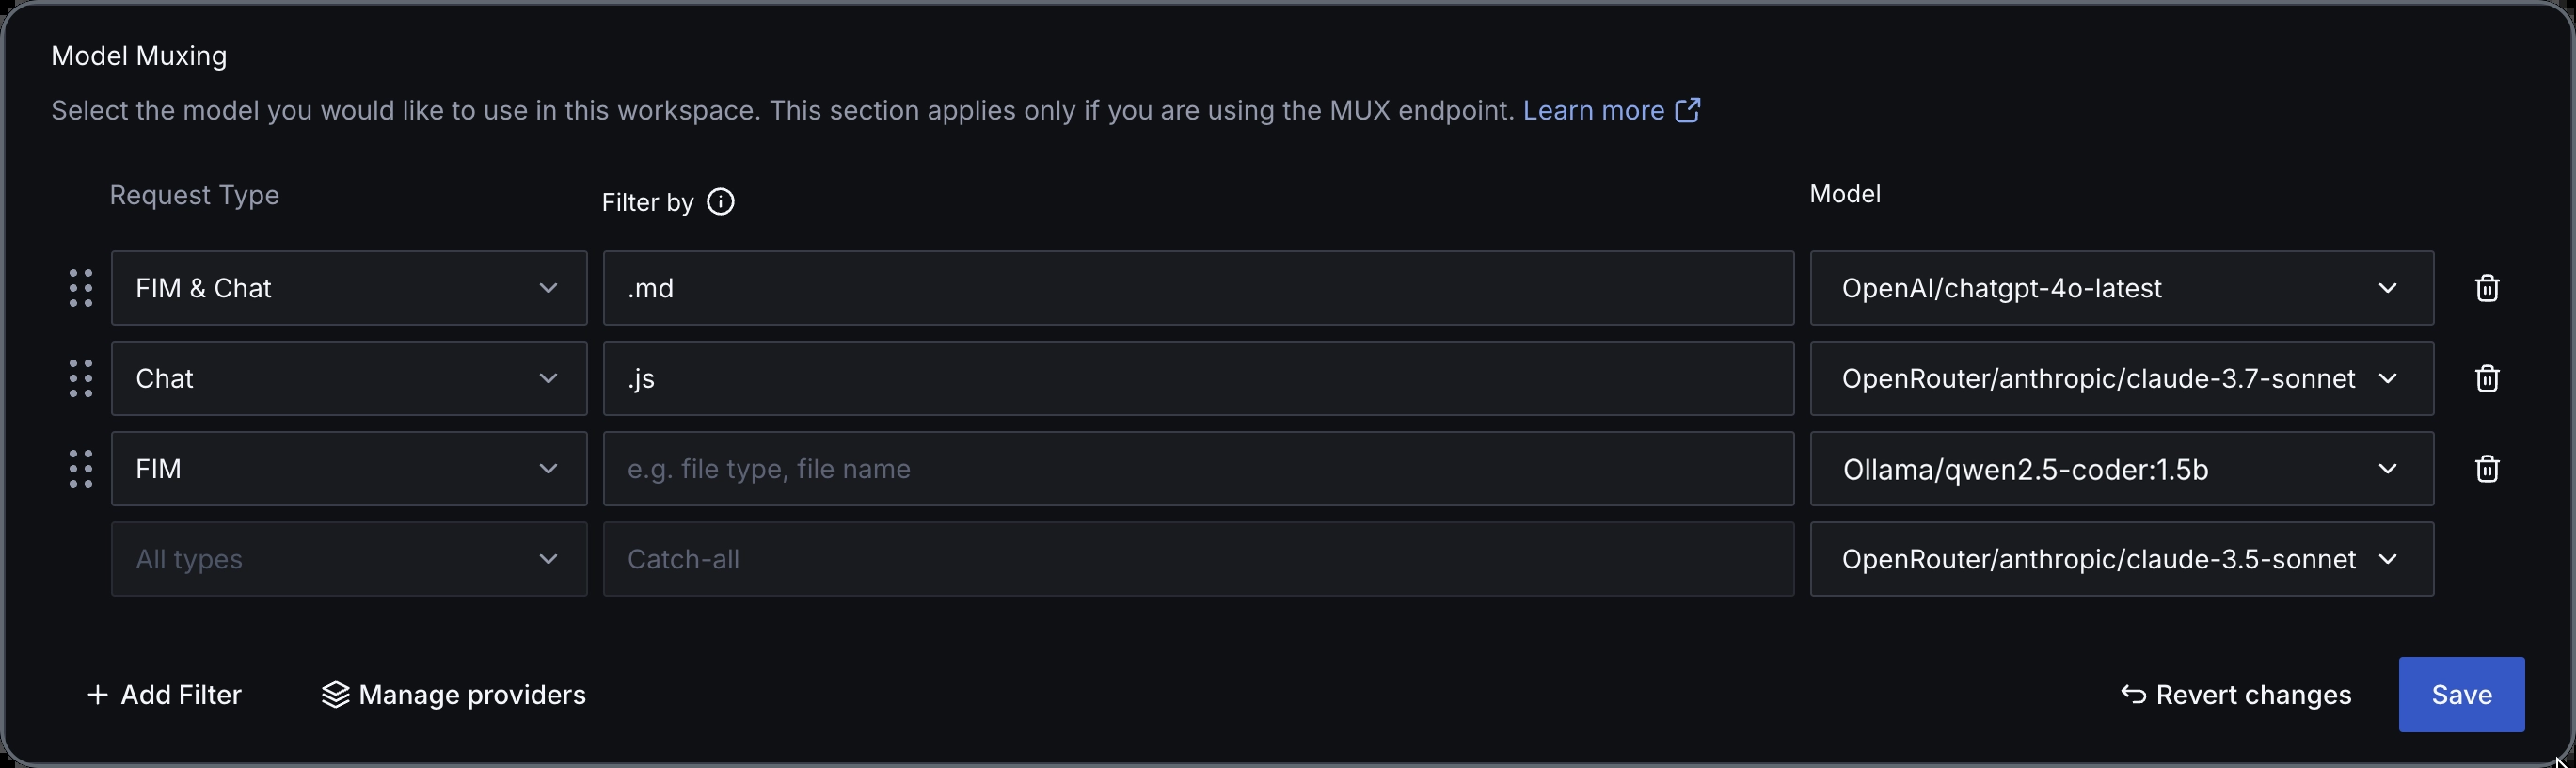 Model Muxing
Select the model you would like to use in this workspace. This section applies only if you are using the MUX endpoint. Learn more
Request Type Filter by Model
FIM & Chat .md OpenAI/chatgpt-4o-latest
Chat .js OpenRouter/anthropic/claude-3.7-sonnet
FIM e.g. file type, file name Ollama/qwen2.5-coder:1.5b
All types Catch-all OpenRouter/anthropic/claude-3.5-sonnet
Add Filter Manage providers Revert changes Save